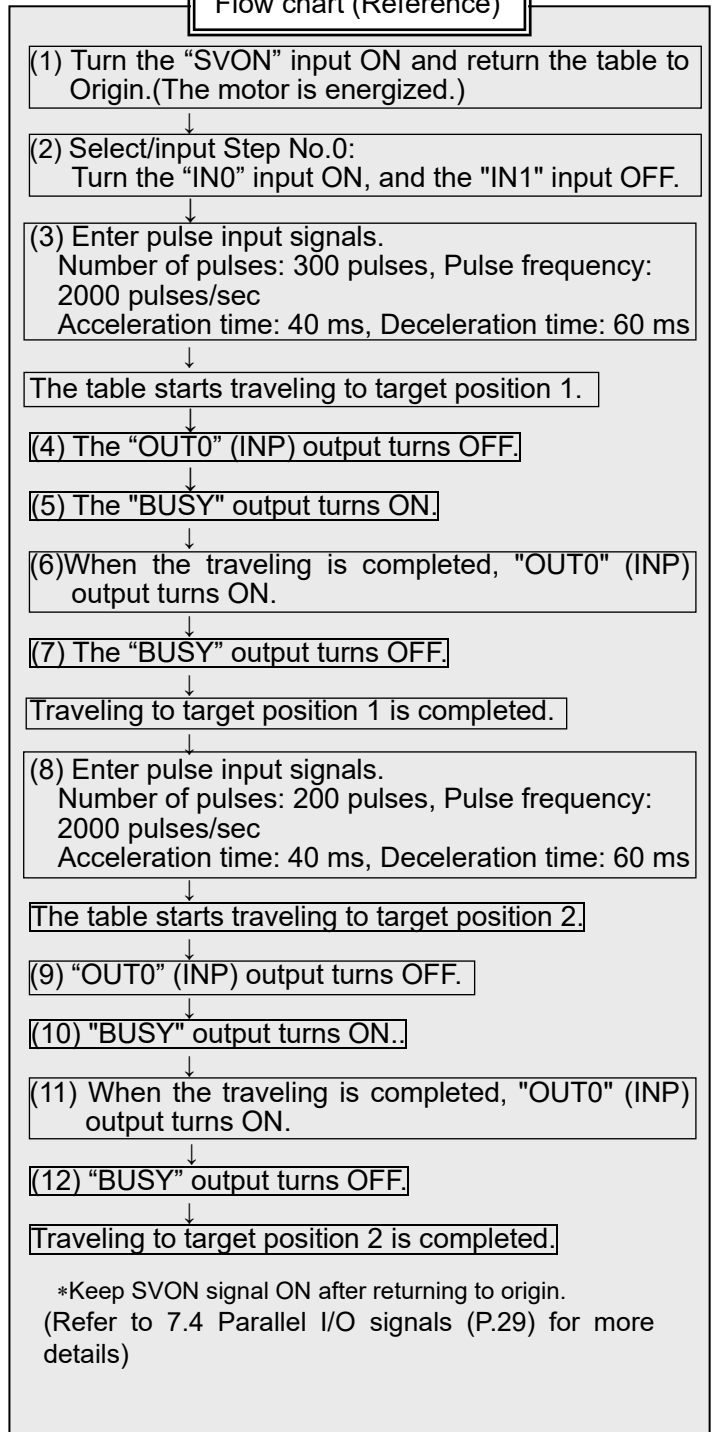 Flow chart (Reference)
(1) Turn the “SVON” input ON and return the table to
Origin.(The motor is energized.)
↓
(2) Select/input Step No.0:
Turn the “IN0” input ON, and the "IN1" input OFF.
↓
(3) Enter pulse input signals.
Number of pulses: 300 pulses, Pulse frequency:
2000 pulses/sec
Acceleration time: 40 ms, Deceleration time: 60 ms
↓
The table starts traveling to target position 1.
↓
(4) The “OUT0” (INP) output turns OFF.
↓
(5) The "BUSY" output turns ON.
↓
(6)When the traveling is completed, "OUT0" (INP)
output turns ON.
↓
(7) The “BUSY” output turns OFF.
↓
Traveling to target position 1 is completed.
↓
(8) Enter pulse input signals.
Number of pulses: 200 pulses, Pulse frequency:
2000 pulses/sec
Acceleration time: 40 ms, Deceleration time: 60 ms
↓
The table starts traveling to target position 2.
↓
(9) “OUT0” (INP) output turns OFF.
↓
(10) "BUSY" output turns ON..
↓
(11) When the traveling is completed, "OUT0" (INP)
output turns ON.
↓
(12) “BUSY” output turns OFF.
↓
Traveling to target position 2 is completed.
*Keep SVON signal ON after returning to origin.
(Refer to 7.4 Parallel I/O signals (P.29) for more
details)